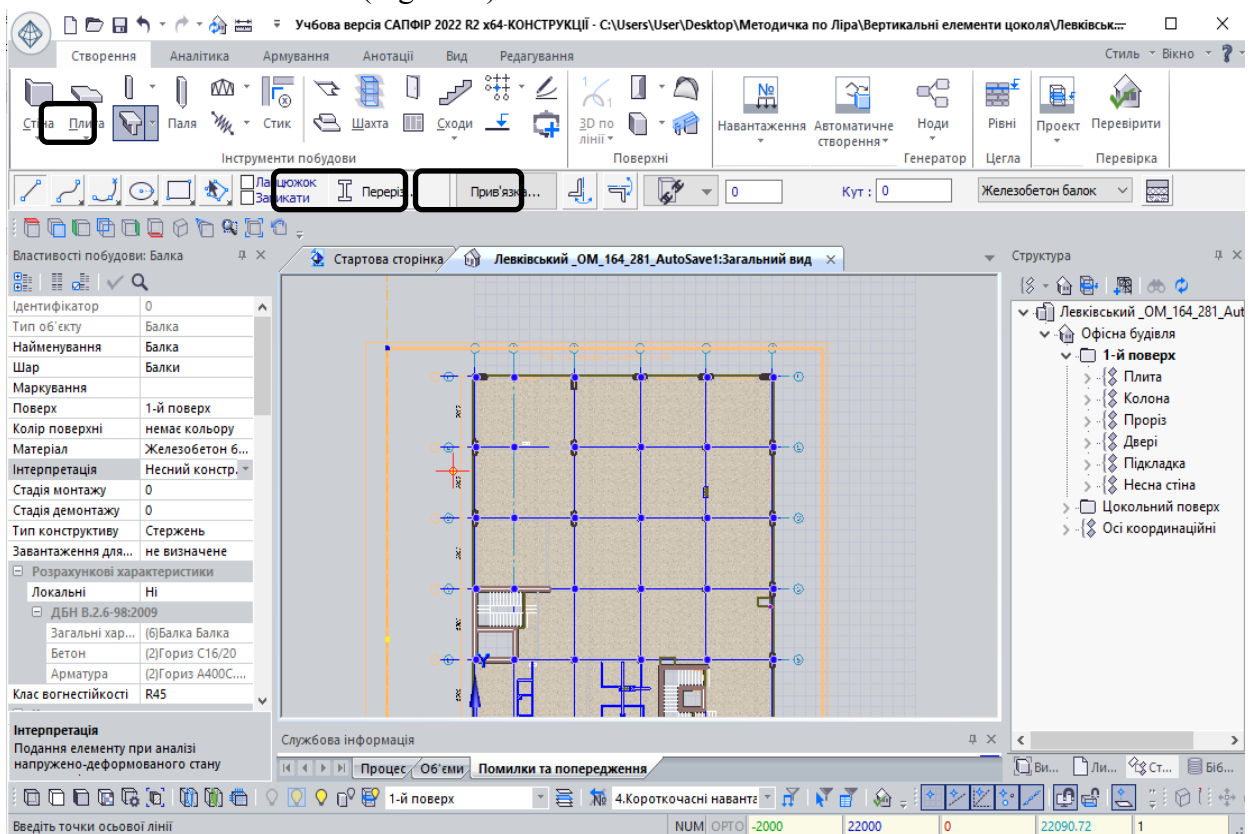 Учбова версія САПФІР 2022 R2 x64-КОНСТРУКЦІЇ - C:\Users\User\Desktop\Методичка по Ліра\Вертикальні елементи цоколя\Левківськ...
Створення Аналітика Армування Анотації Вид Редагування Стиль Вікно
Стіна Плита Паля Стик Шахта Сходи 3D по лінії Навантаження Автоматичне створення Ноди Рівні Проект Перевірити
Інструменти побудови Поверхні Генератор Цегла Перевірка
Ланцюжок
Замикати Переріз... Прив'язка... 0 Кут : 0 Железобетон балок
Властивості побудови: Балка
Стартова сторінка Левківський _ОМ_164_281_AutoSave1:Загальний вид
Структура
Ідентифікатор 0
Тип об'єкту Балка
Найменування Балка
Шар Балки
Маркування
Поверх 1-й поверх
Колір поверхні немає кольору
Матеріал Железобетон б...
Інтерпретація Несний констр.
Стадія монтажу 0
Стадія демонтажу 0
Тип конструктиву Стержень
Завантаження для... не визначене
Розрахункові характеристики
Локальні Ні
ДБН В.2.6-98:2009
Загальні хар... (6)Балка Балка
Бетон (2)Гориз C16/20
Арматура (2)Гориз A400C....
Клас вогнестійкості R45
Інтерпретація
Подання елементу при аналізі
напружено-деформованого стану
Левківський _ОМ_164_281_Aut
Офісна будівля
1-й поверх
Плита
Колона
Проріз
Двері
Підкладка
Несна стіна
Цокольний поверх
Осі координаційні
Y
Службова інформація
Процес Об'єми Помилки та попередження
Ви... Ли... Ст... Біб...
1-й поверх 4.Короткочасні наванта
Введіть точки осьової лінії NUM ОРТО -2000 22000 0 22090.72 1